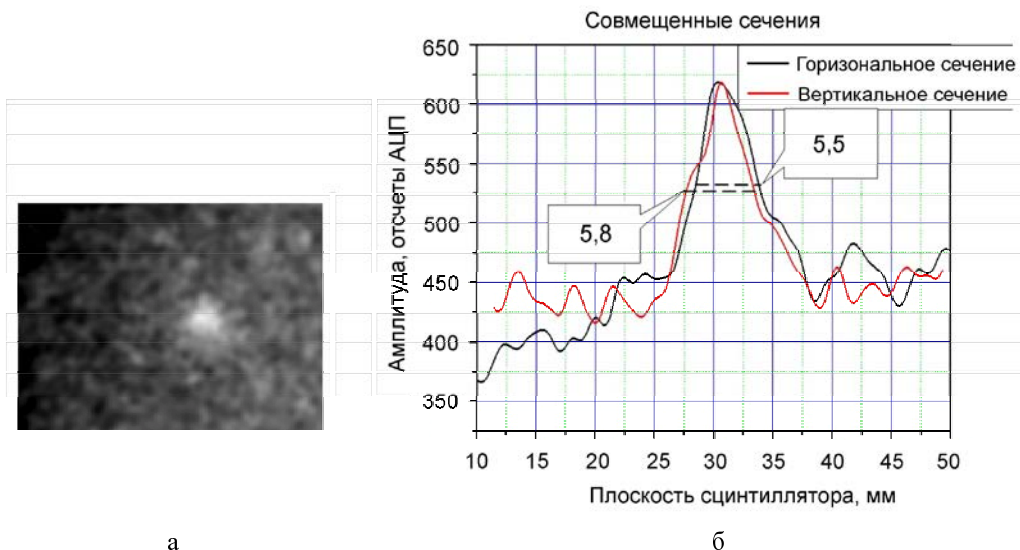 Совмещенные сечения
650
600
550
500
450
400
350
Амплитуда, отсчеты АЦП
Горизональное сечение
Вертикальное сечение
5,5
5,8
10 15 20 25 30 35 40 45 50
Плоскость сцинтиллятора, мм
а
б